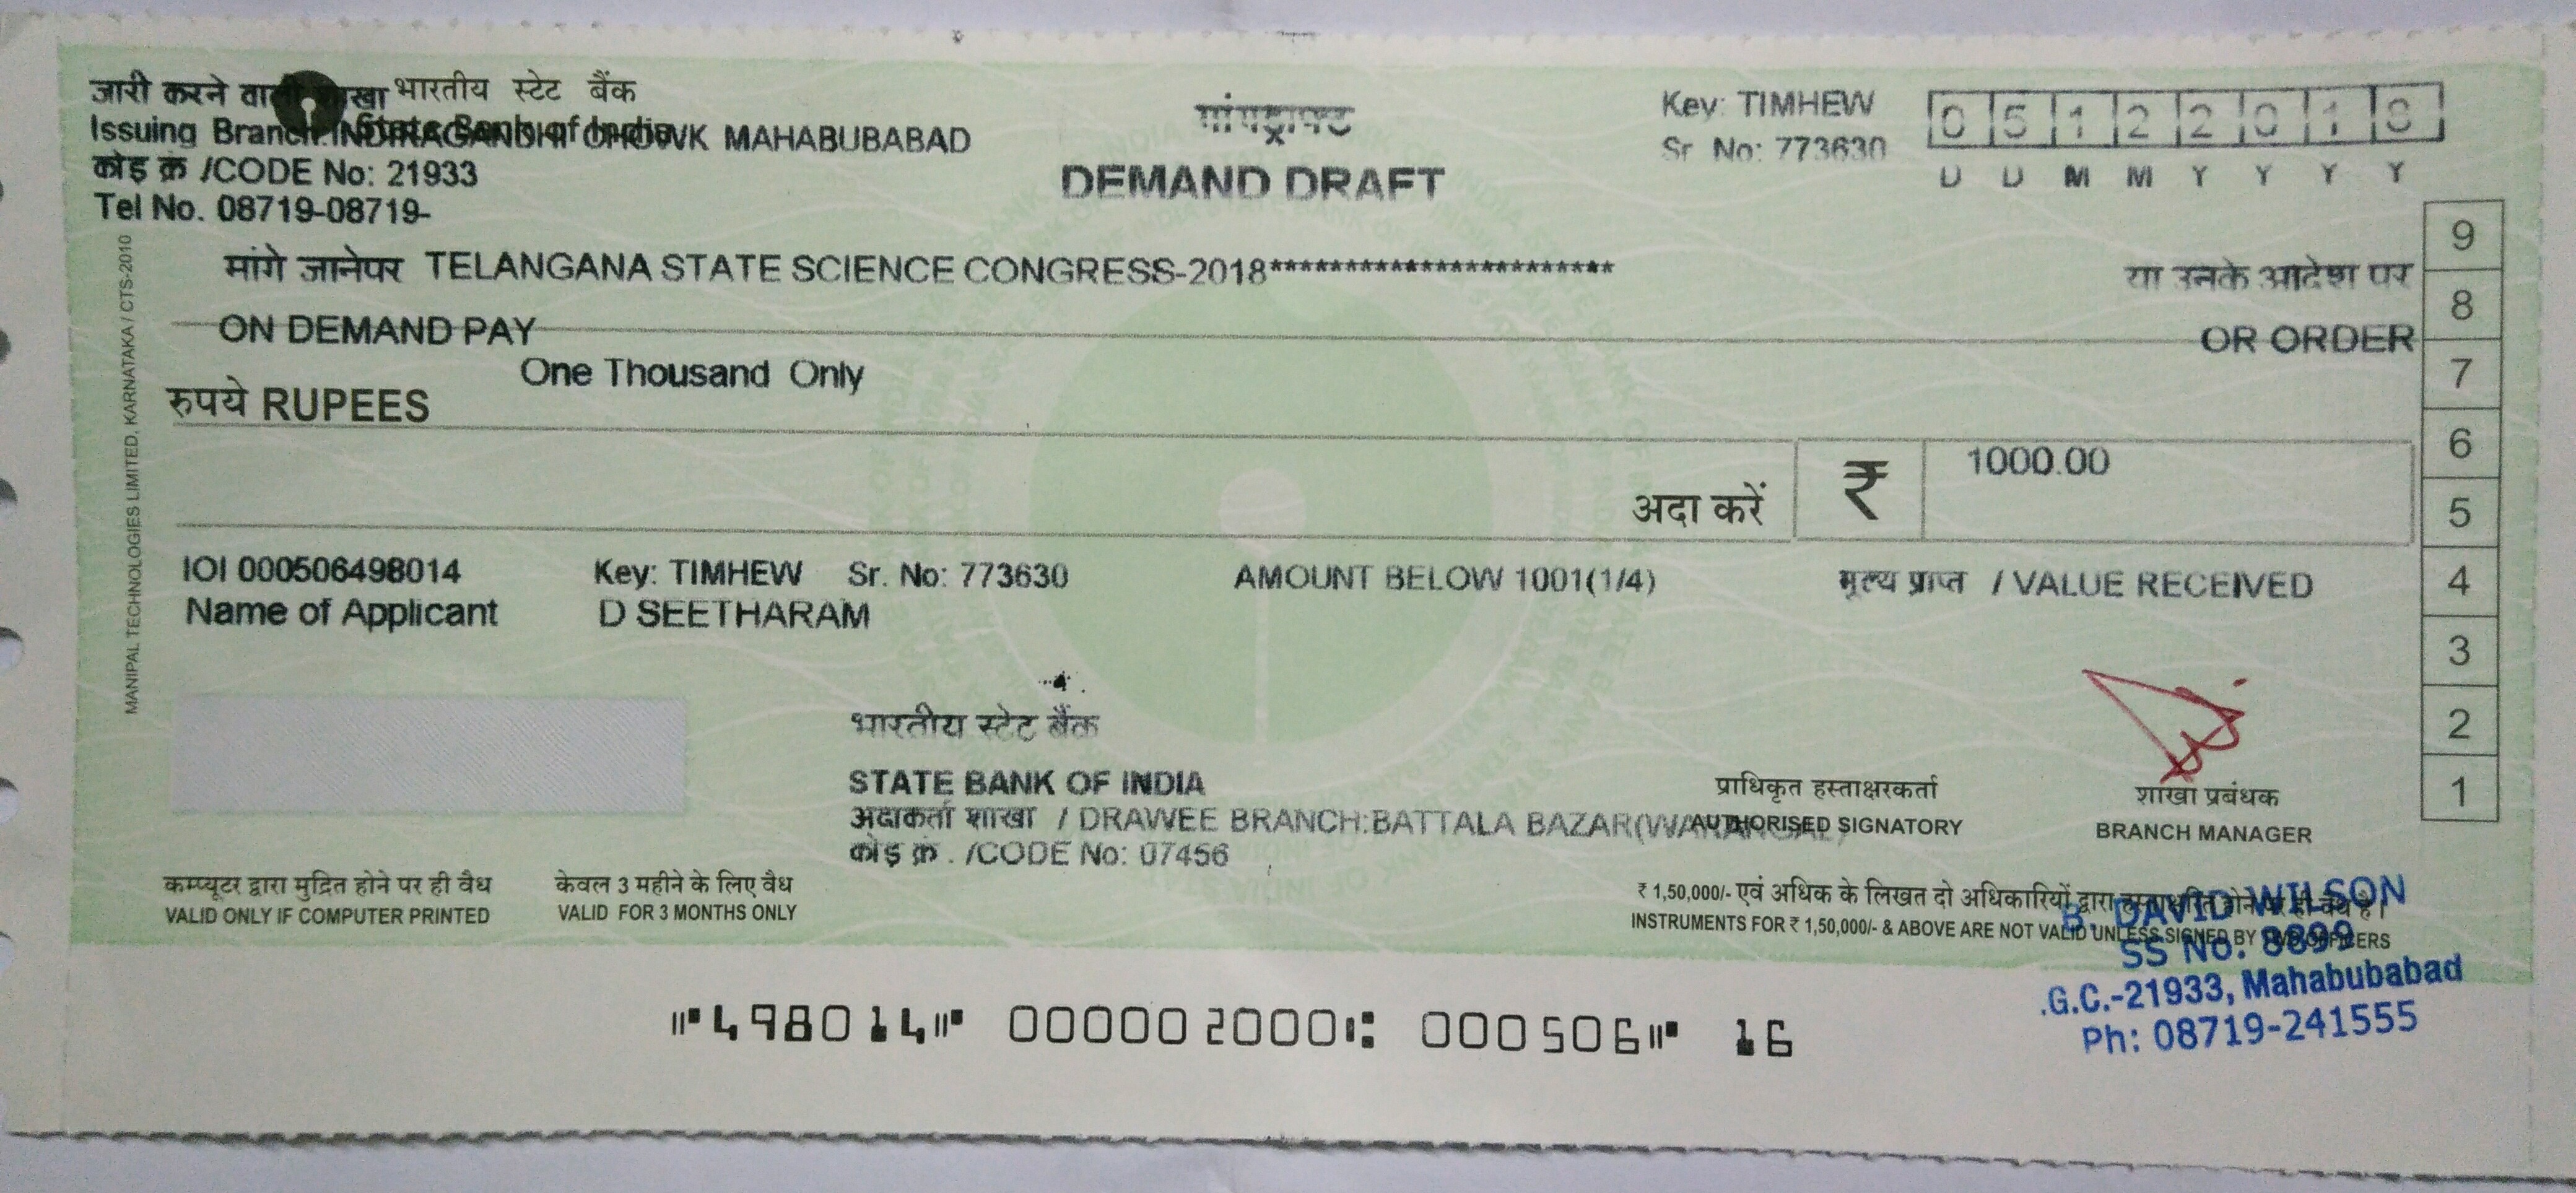 जारी करने वाली शाखा भारतीय स्टेट बैंक
State Bank of India
Issuing Branch: INDIRAGANDHI CHOWK MAHABUBABAD
कोड क्र /CODE No: 21933
Tel No. 08719-08719-
मांगड्राफ्ट
DEMAND DRAFT
Key: TIMHEW
Sr. No: 773630
0 5 1 2 2 0 1 8
D D M M Y Y Y Y
मांगे जानेपर TELANGANA STATE SCIENCE CONGRESS-2018***********************
या उनके आदेश पर
ON DEMAND PAY
OR ORDER
One Thousand Only
रुपये RUPEES
अदा करें ₹ 1000.00
IOI 000506498014 Key: TIMHEW Sr. No: 773630 AMOUNT BELOW 1001(1/4) मूल्य प्राप्त / VALUE RECEIVED
Name of Applicant D SEETHARAM
भारतीय स्टेट बैंक
STATE BANK OF INDIA
अदाकर्ता शाखा / DRAWEE BRANCH:BATTALA BAZAR(WARANGAL)
कोड क्र . /CODE No: 07456
प्राधिकृत हस्ताक्षरकर्ता
AUTHORISED SIGNATORY
शाखा प्रबंधक
BRANCH MANAGER
9
8
7
6
5
4
3
2
1
कम्प्यूटर द्वारा मुद्रित होने पर ही वैध
VALID ONLY IF COMPUTER PRINTED
केवल 3 महीने के लिए वैध
VALID FOR 3 MONTHS ONLY
₹ 1,50,000/- एवं अधिक के लिखत दो अधिकारियों द्वारा हस्ताक्षरित होने पर ही वैध है।
INSTRUMENTS FOR ₹ 1,50,000/- & ABOVE ARE NOT VALID UNLESS SIGNED BY TWO OFFICERS
B. DAVID WILSON
SS No. 8899
.G.C.-21933, Mahabubabad
Ph: 08719-241555
⑈498014⑈ 000002000⑆ 000506⑈ 16
MANIPAL TECHNOLOGIES LIMITED, KARNATAKA / CTS-2010